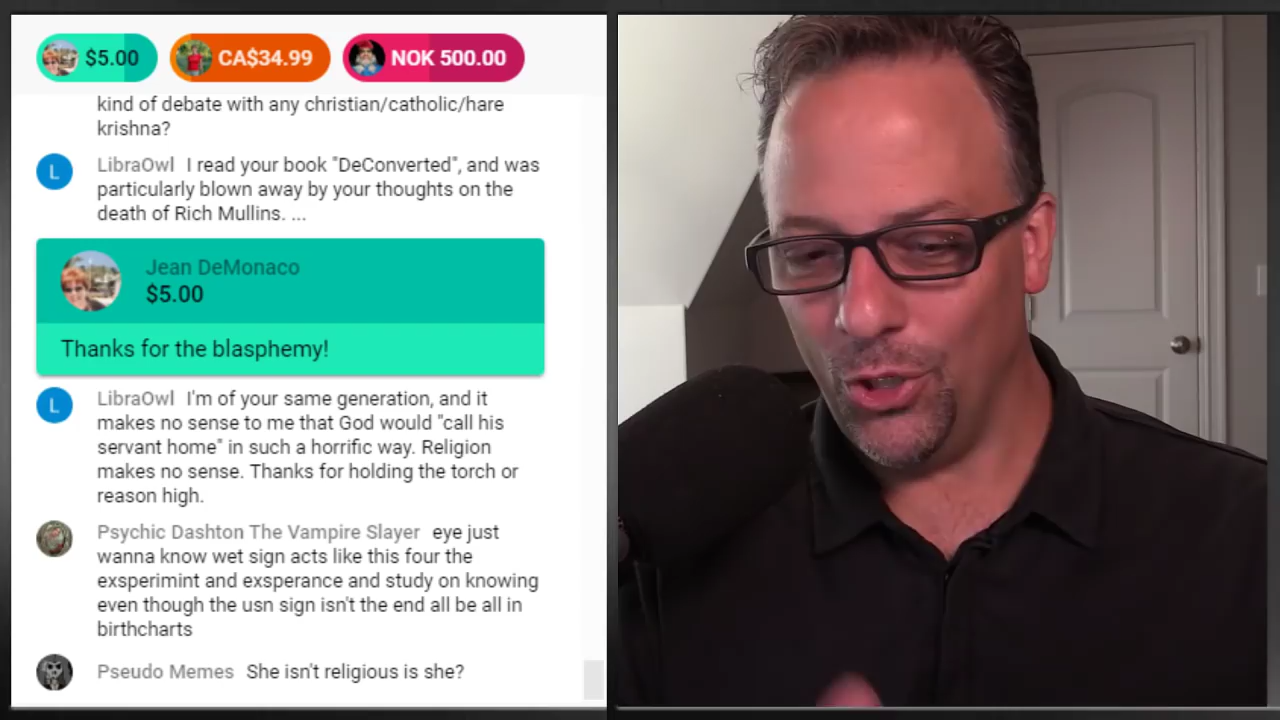 $5.00 CA$34.99 NOK 500.00
kind of debate with any christian/catholic/hare
krishna?
L LibraOwl I read your book "DeConverted", and was
particularly blown away by your thoughts on the
death of Rich Mullins. ...
Jean DeMonaco
$5.00
Thanks for the blasphemy!
L LibraOwl I'm of your same generation, and it
makes no sense to me that God would "call his
servant home" in such a horrific way. Religion
makes no sense. Thanks for holding the torch or
reason high.
Psychic Dashton The Vampire Slayer eye just
wanna know wet sign acts like this four the
exsperimint and exsperance and study on knowing
even though the usn sign isn't the end all be all in
birthcharts
Pseudo Memes She isn't religious is she?